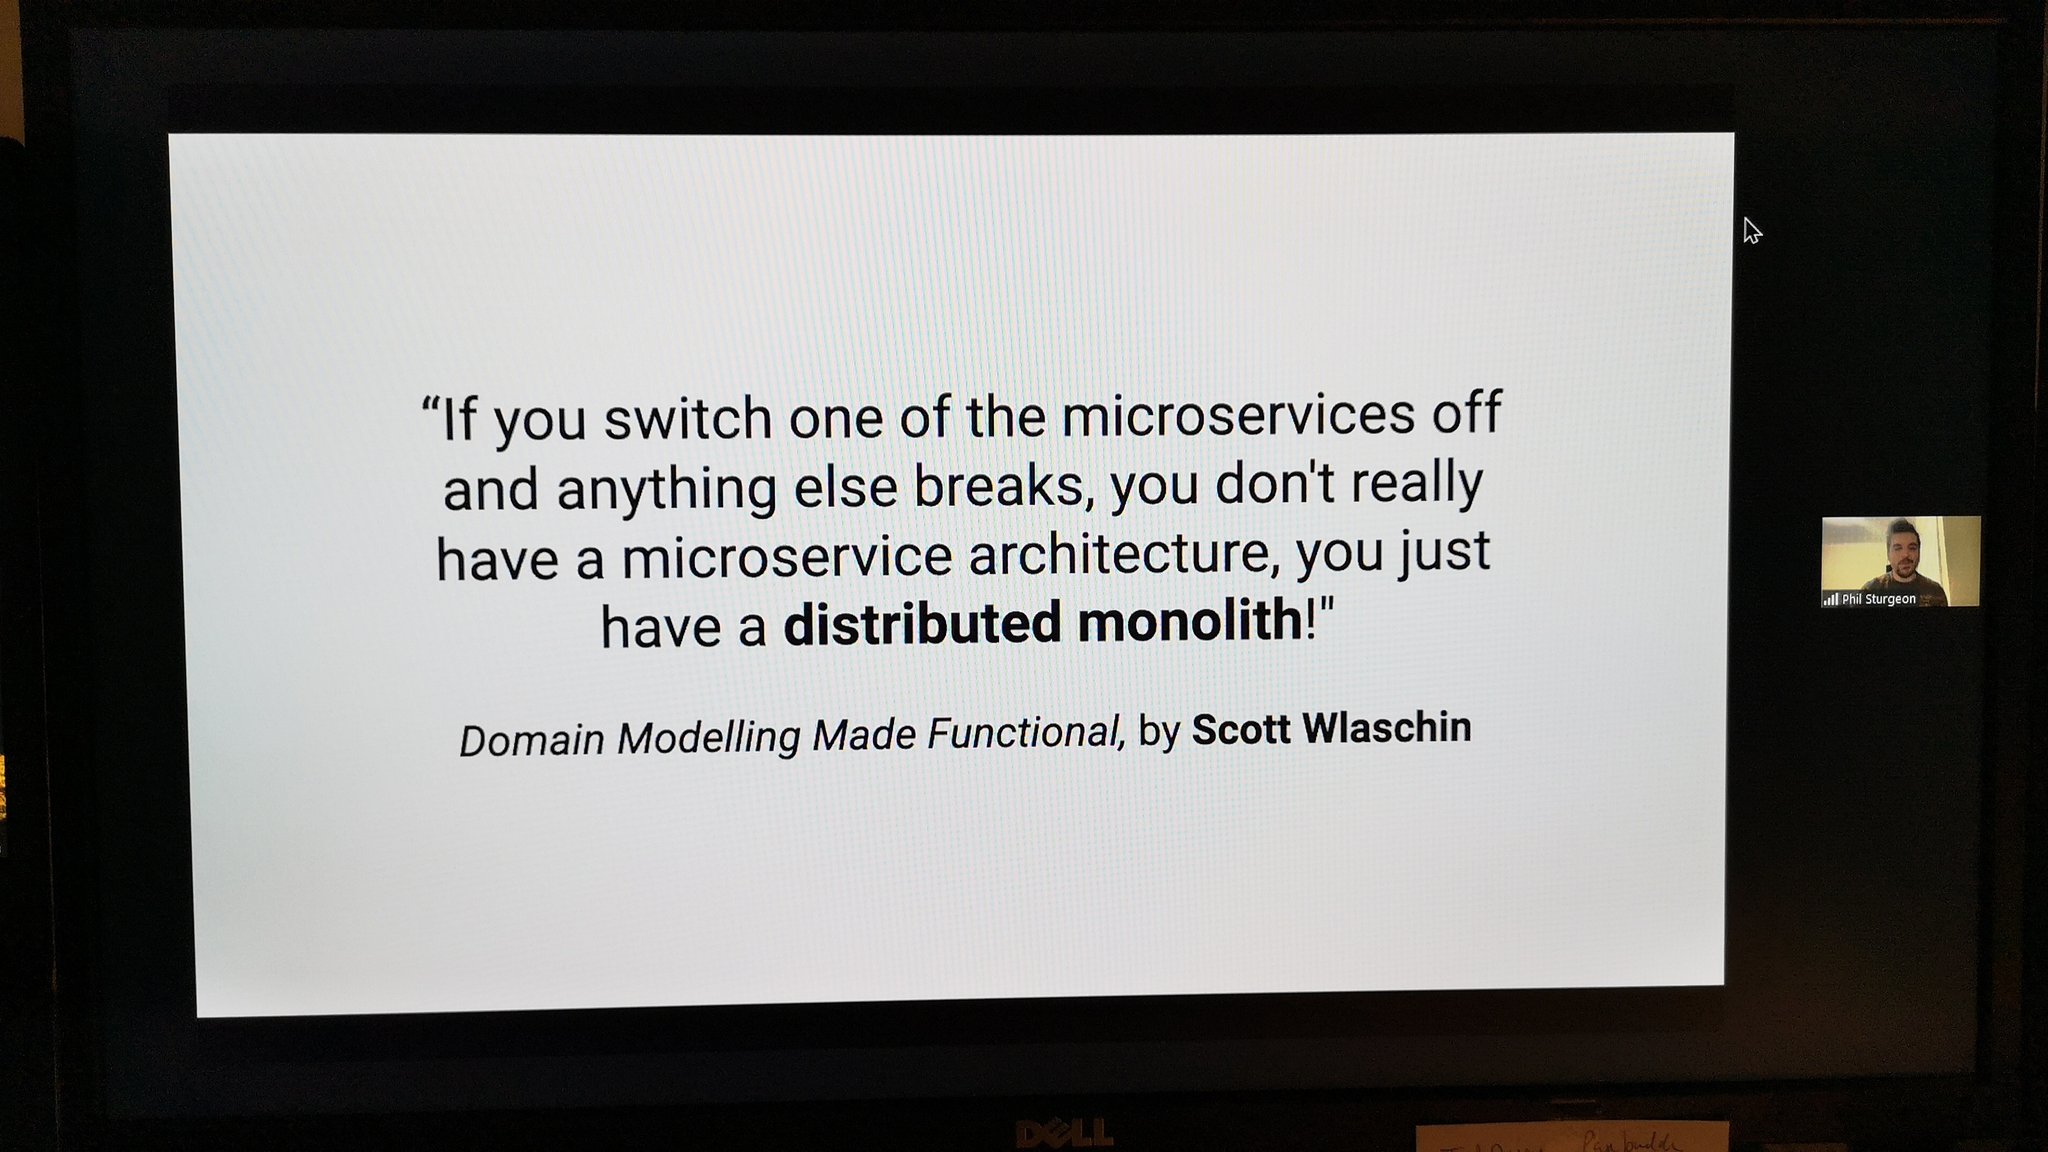 “If you switch one of the microservices off
and anything else breaks, you don't really
have a microservice architecture, you just
have a distributed monolith!"
Domain Modelling Made Functional, by Scott Wlaschin
Phil Sturgeon
DELL